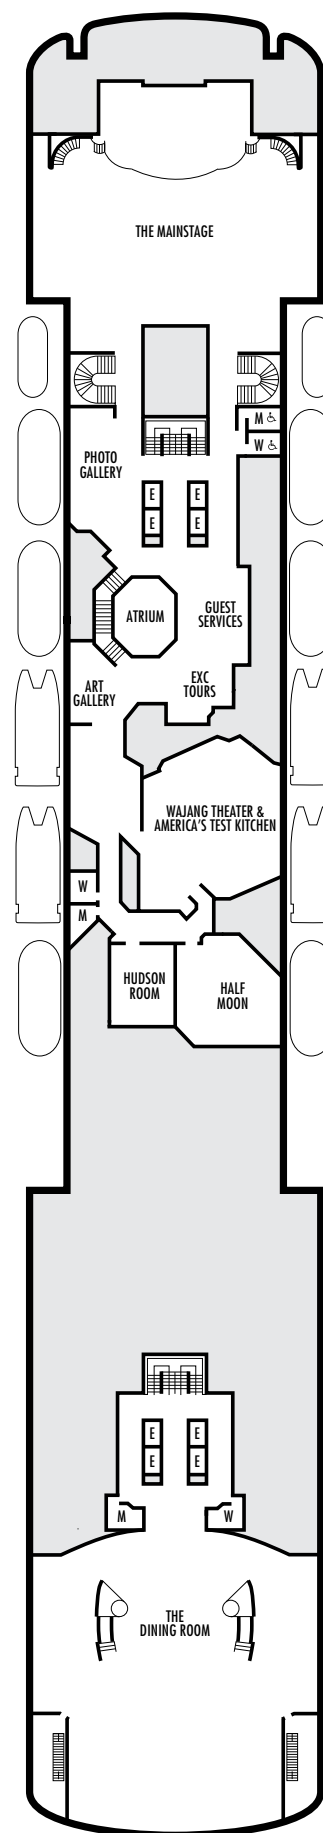 THE MAINSTAGE
M
W
PHOTO
GALLERY
E E
E E
ATRIUM
GUEST
SERVICES
EXC
TOURS
ART
GALLERY
WAJANG THEATER &
AMERICA'S TEST KITCHEN
W
M
HUDSON
ROOM
HALF
MOON
E E
E E
M W
THE
DINING ROOM